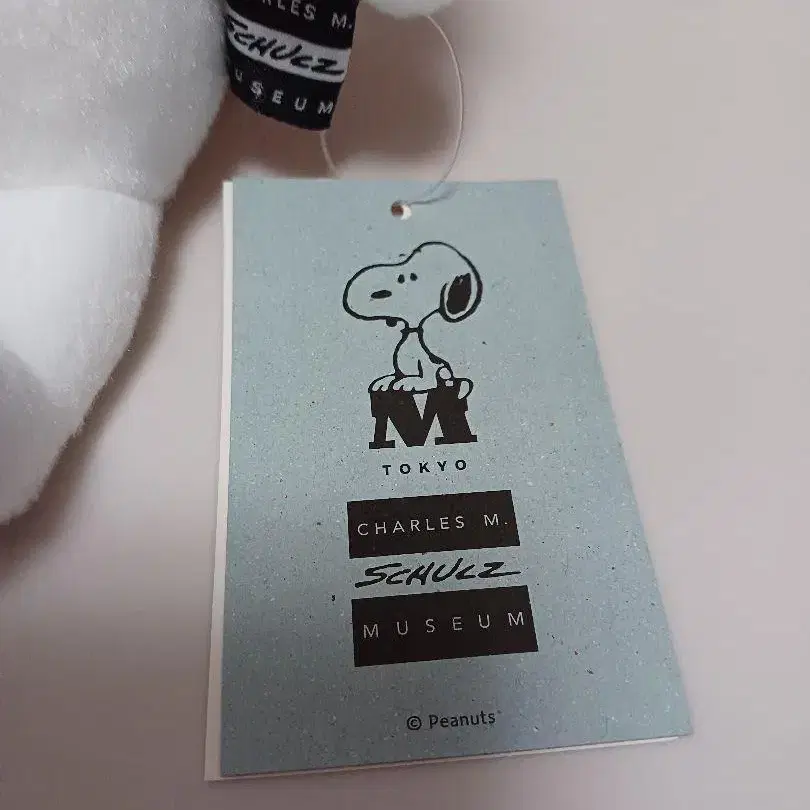 CHARLES M.
SCHULZ
MUSEUM
M
TOKYO
CHARLES M.
SCHULZ
MUSEUM
© Peanuts